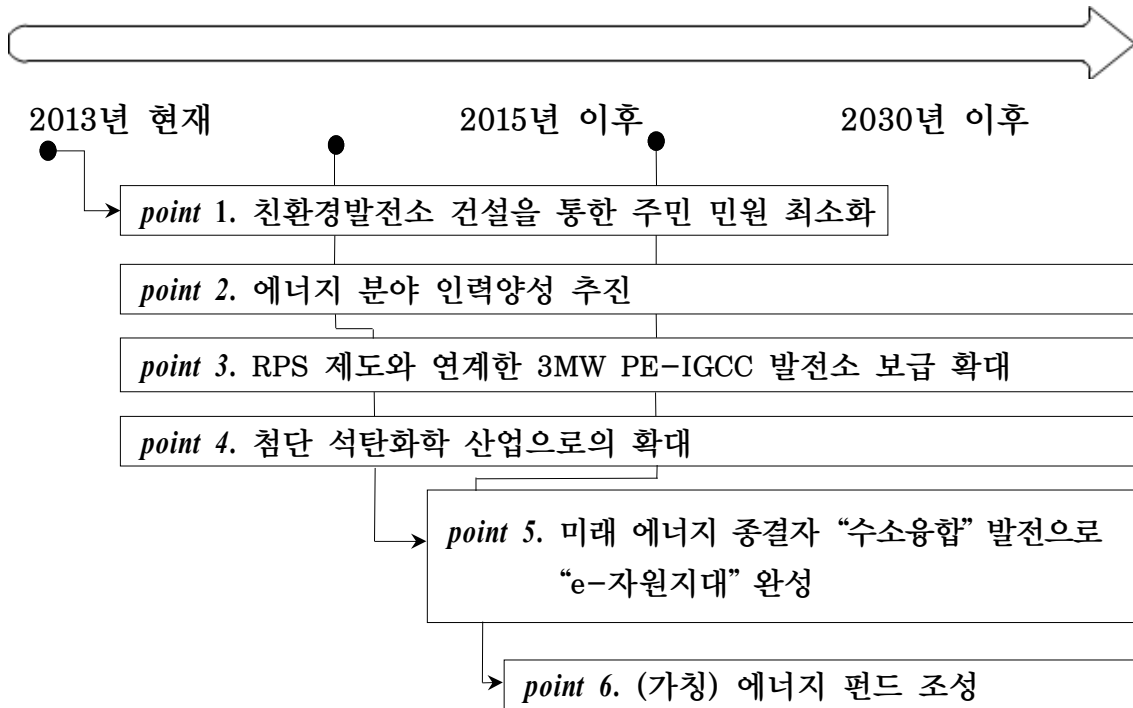 2013년 현재 2015년 이후 2030년 이후
point 1. 친환경발전소 건설을 통한 주민 민원 최소화
point 2. 에너지 분야 인력양성 추진
point 3. RPS 제도와 연계한 3MW PE-IGCC 발전소 보급 확대
point 4. 첨단 석탄화학 산업으로의 확대
point 5. 미래 에너지 종결자 “수소융합” 발전으로
“e-자원지대” 완성
point 6. (가칭) 에너지 펀드 조성